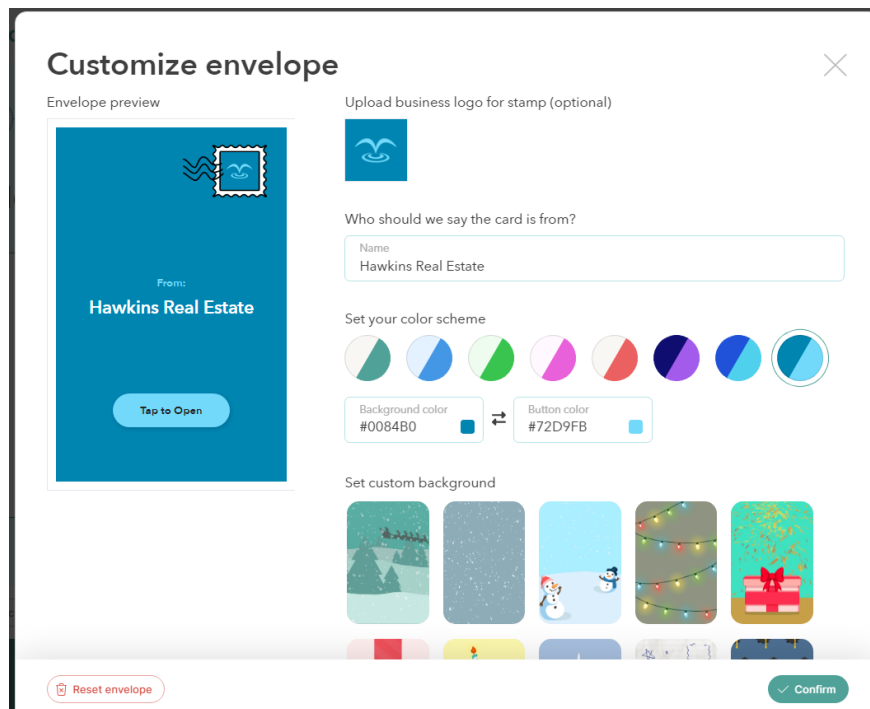 Customize envelope
Envelope preview
From:
Hawkins Real Estate
Tap to Open
Upload business logo for stamp (optional)
Who should we say the card is from?
Name
Hawkins Real Estate
Set your color scheme
Background color
#0084B0
Button color
#72D9FB
Set custom background
Reset envelope
Confirm